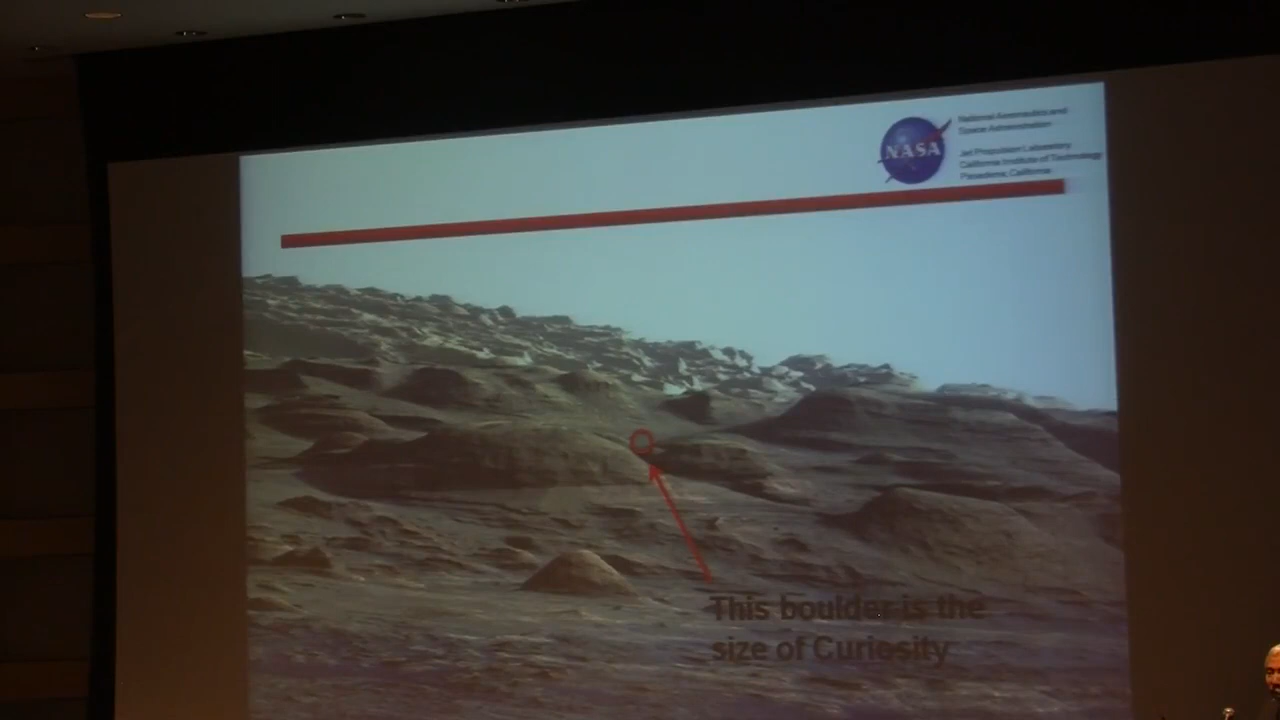 National Aeronautics and
Space Administration
NASA
Jet Propulsion Laboratory
California Institute of Technology
Pasadena, California
This boulder is the
size of Curiosity